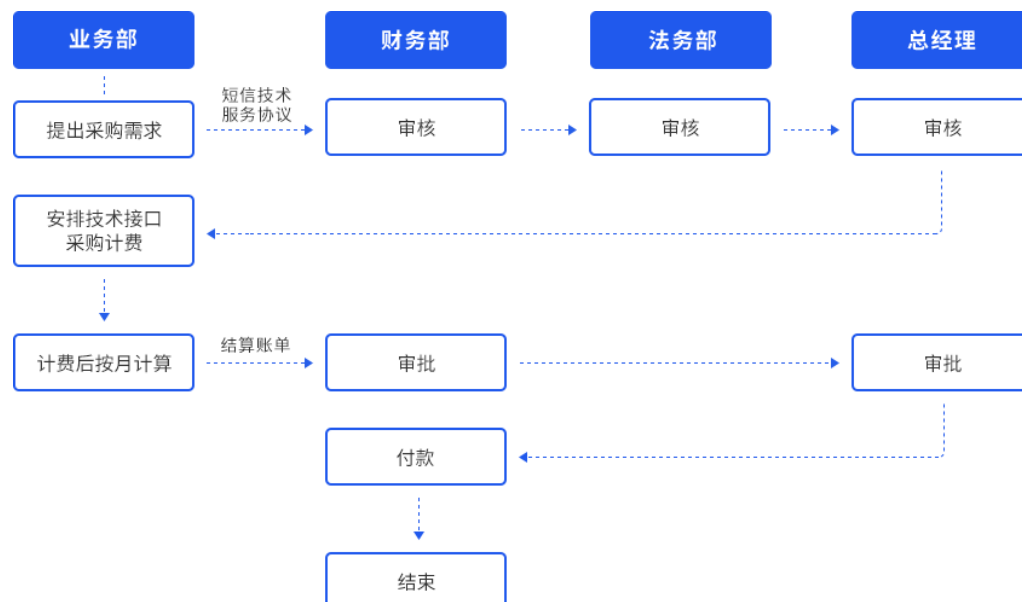 业务部
财务部
法务部
总经理
提出采购需求
短信技术
服务协议
审核
审核
审核
安排技术接口
采购计费
计费后按月计算
结算账单
审批
审批
付款
结束